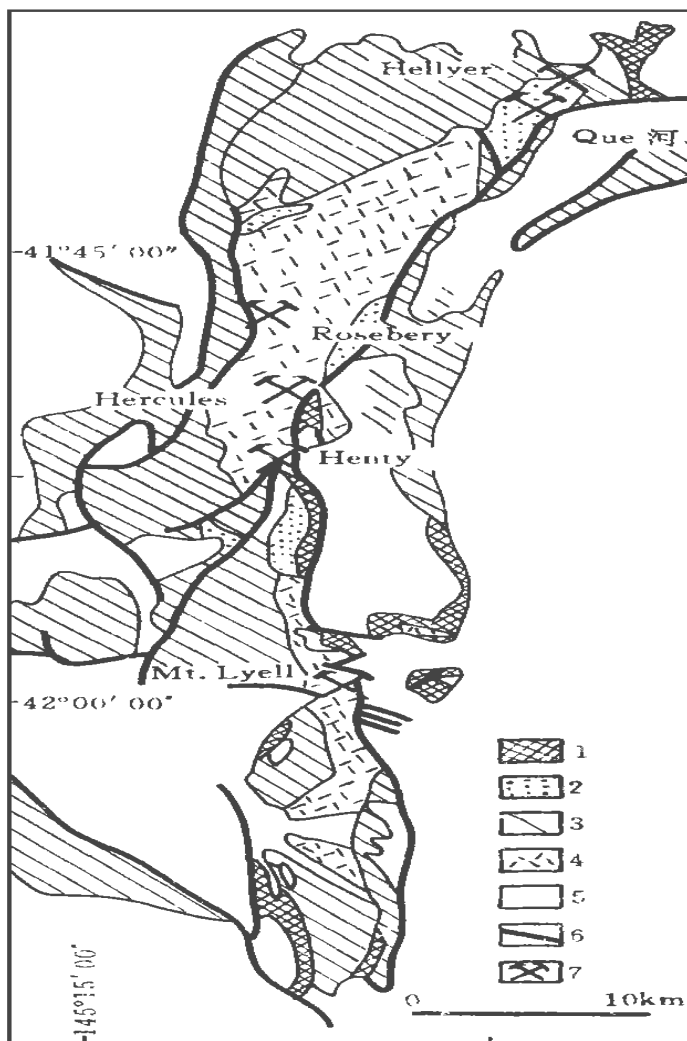 Hellyer
Que 河
41°45′00″
Rosebery
Hercules
Henty
Mt. Lyell
42°00′00″
1
2
3
4
5
6
7
145°15′00″
0 10km